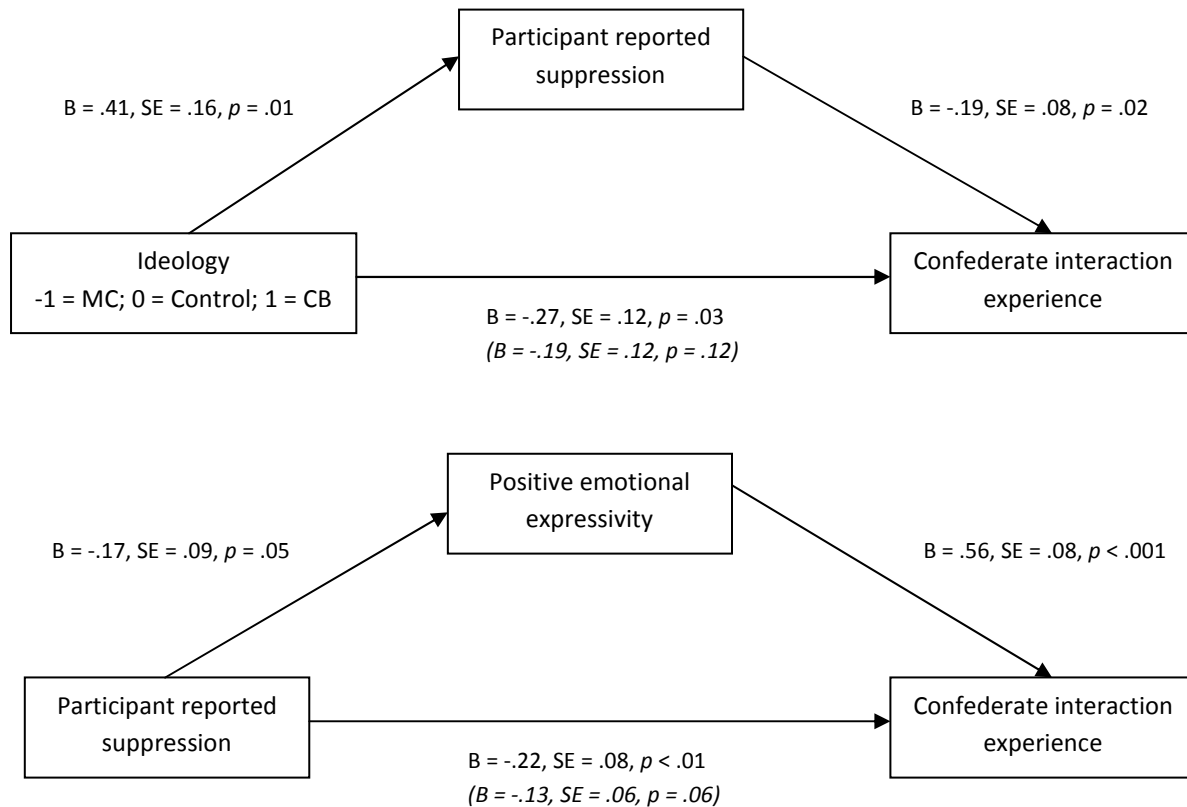 Participant reported
suppression
B = .41, SE = .16, p = .01
B = -.19, SE = .08, p = .02
Ideology
-1 = MC; 0 = Control; 1 = CB
Confederate interaction
experience
B = -.27, SE = .12, p = .03
(B = -.19, SE = .12, p = .12)
Positive emotional
expressivity
B = -.17, SE = .09, p = .05
B = .56, SE = .08, p < .001
Participant reported
suppression
Confederate interaction
experience
B = -.22, SE = .08, p < .01
(B = -.13, SE = .06, p = .06)